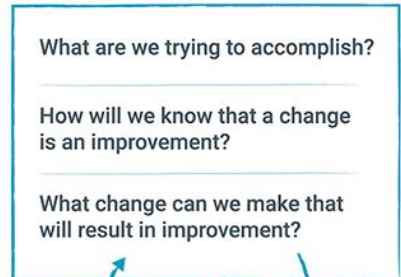 What are we trying to accomplish?
How will we know that a change
is an improvement?
What change can we make that
will result in improvement?